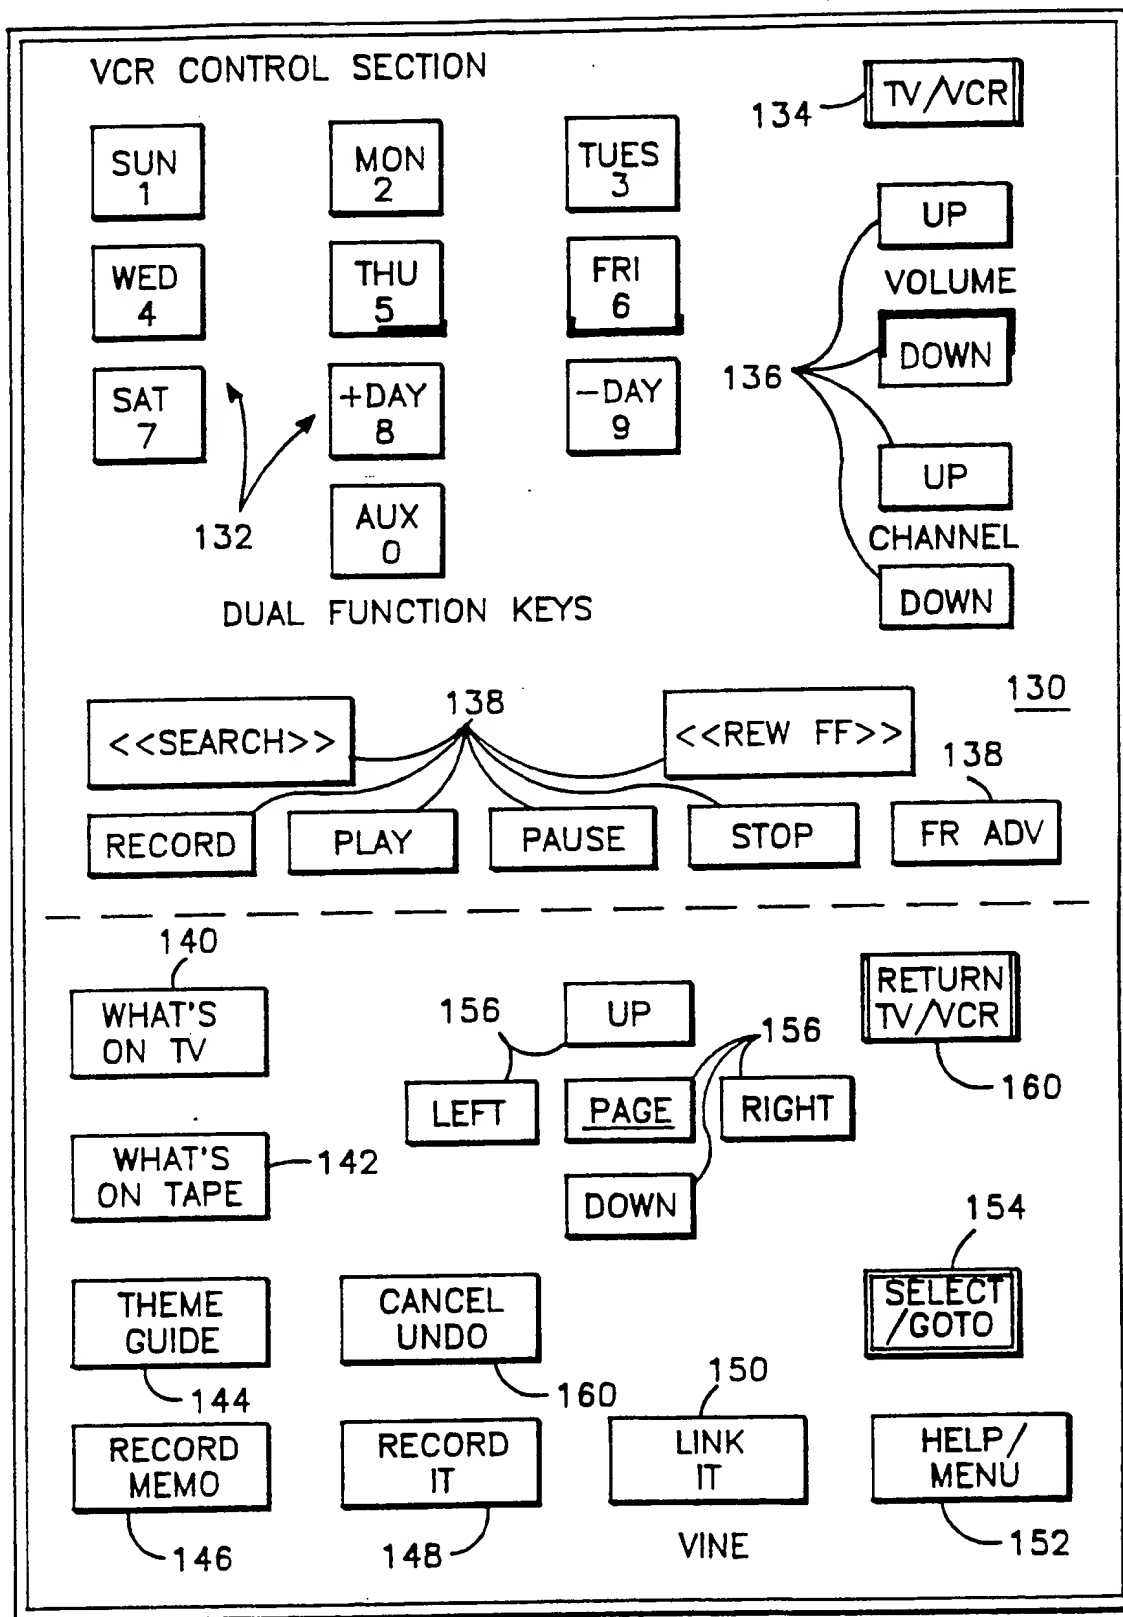 VCR CONTROL SECTION
TV/VCR
134
SUN
1
MON
2
TUES
3
UP
VOLUME
DOWN
136
UP
CHANNEL
DOWN
WED
4
THU
5
FRI
6
SAT
7
+DAY
8
-DAY
9
132
AUX
0
DUAL FUNCTION KEYS
130
138
<<SEARCH>>
<<REW FF>>
138
RECORD
PLAY
PAUSE
STOP
FR ADV
140
WHAT'S
ON TV
156
UP
156
RETURN
TV/VCR
160
LEFT
PAGE
RIGHT
DOWN
WHAT'S
ON TAPE
142
154
SELECT
/GOTO
THEME
GUIDE
144
CANCEL
UNDO
160
150
RECORD
MEMO
146
RECORD
IT
148
LINK
IT
VINE
HELP/
MENU
152